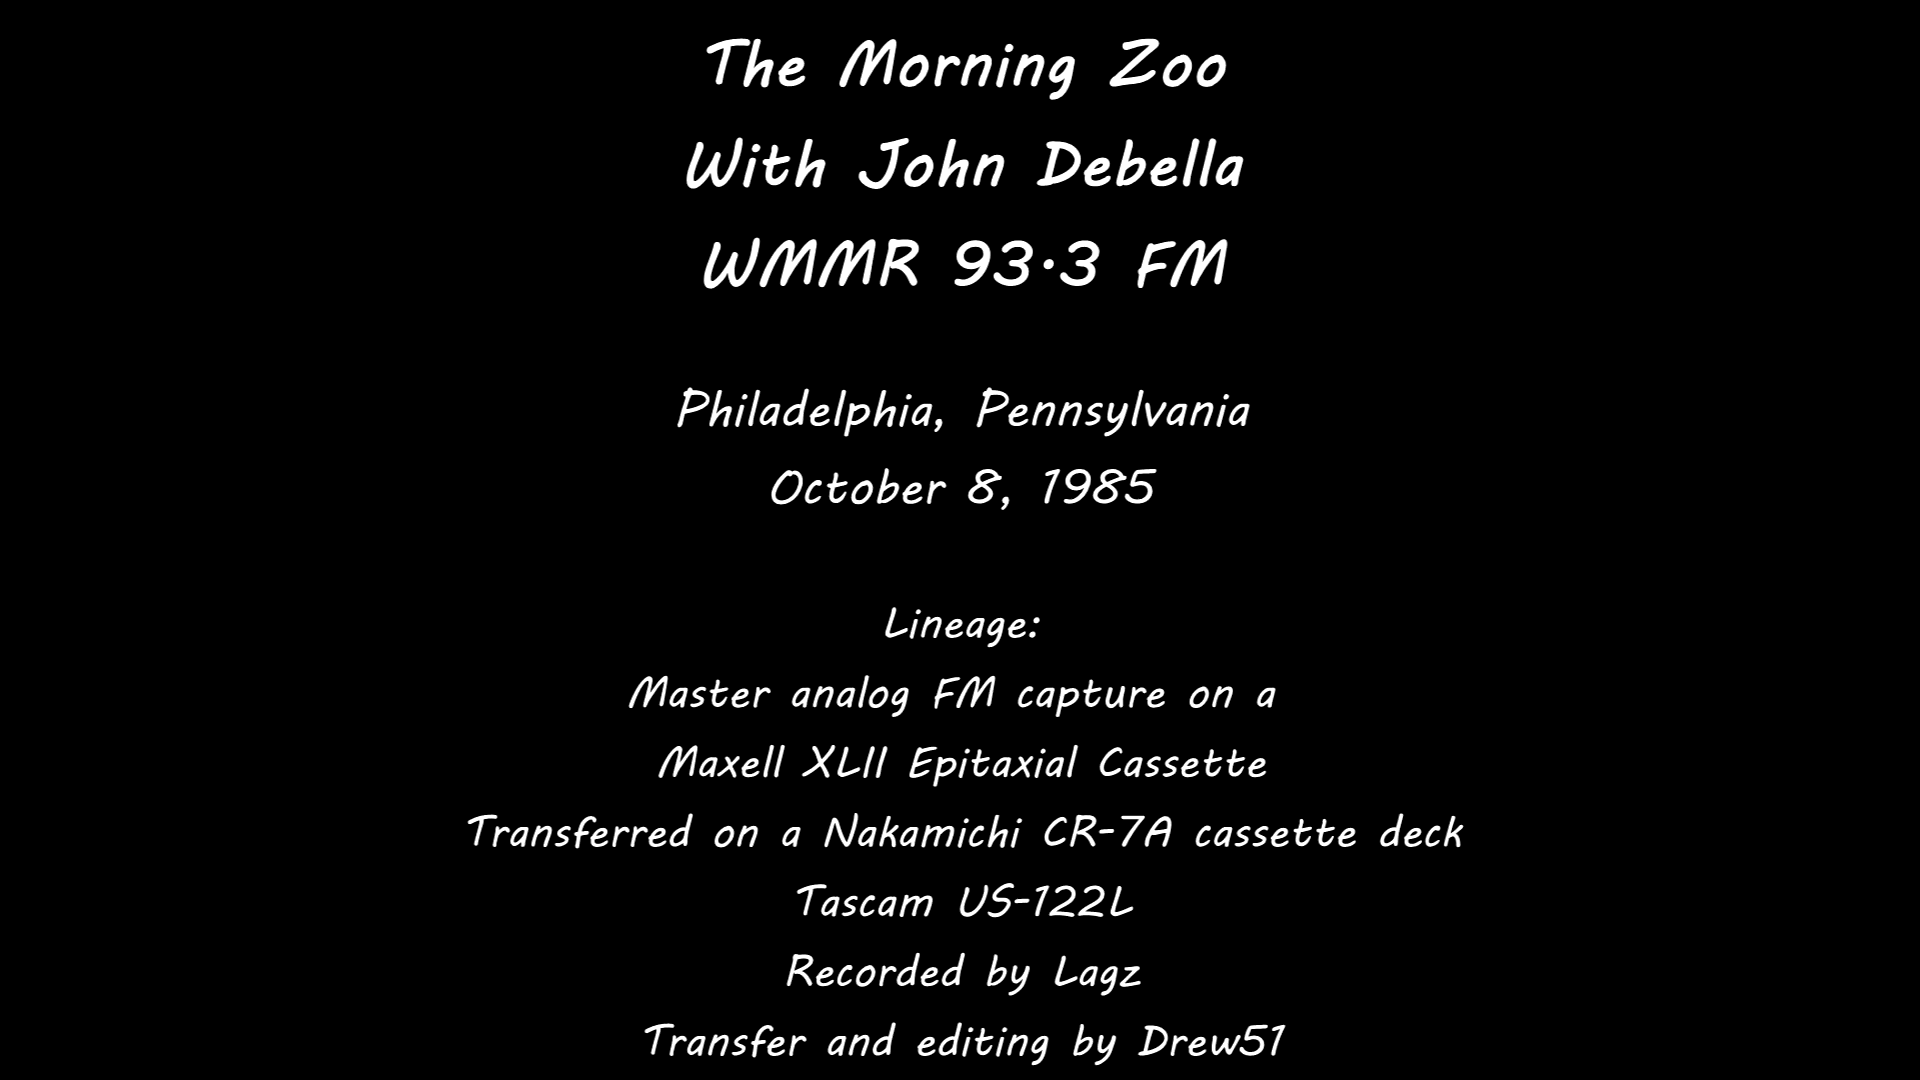 The Morning Zoo
With John Debella
WMMR 93.3 FM
Philadelphia, Pennsylvania
October 8, 1985
Lineage:
Master analog FM capture on a
Maxell XLII Epitaxial Cassette
Transferred on a Nakamichi CR-7A cassette deck
Tascam US-122L
Recorded by Lagz
Transfer and editing by Drew51